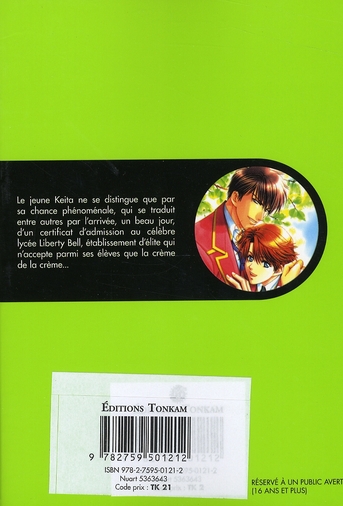 Le jeune Keita ne se distingue que par
sa chance phénoménale, qui se traduit
entre autres par l'arrivée, un beau jour,
d'un certificat d'admission au célèbre
lycée Liberty Bell, établissement d'élite qui
n'accepte parmi ses élèves que la crème
de la crème...
ÉDITIONS TONKAM
9 782759 501212
ISBN 978-2-7595-0121-2
Nuart 5363643
Code prix : TK 21
RÉSERVÉ À UN PUBLIC AVERT
(16 ANS ET PLUS)